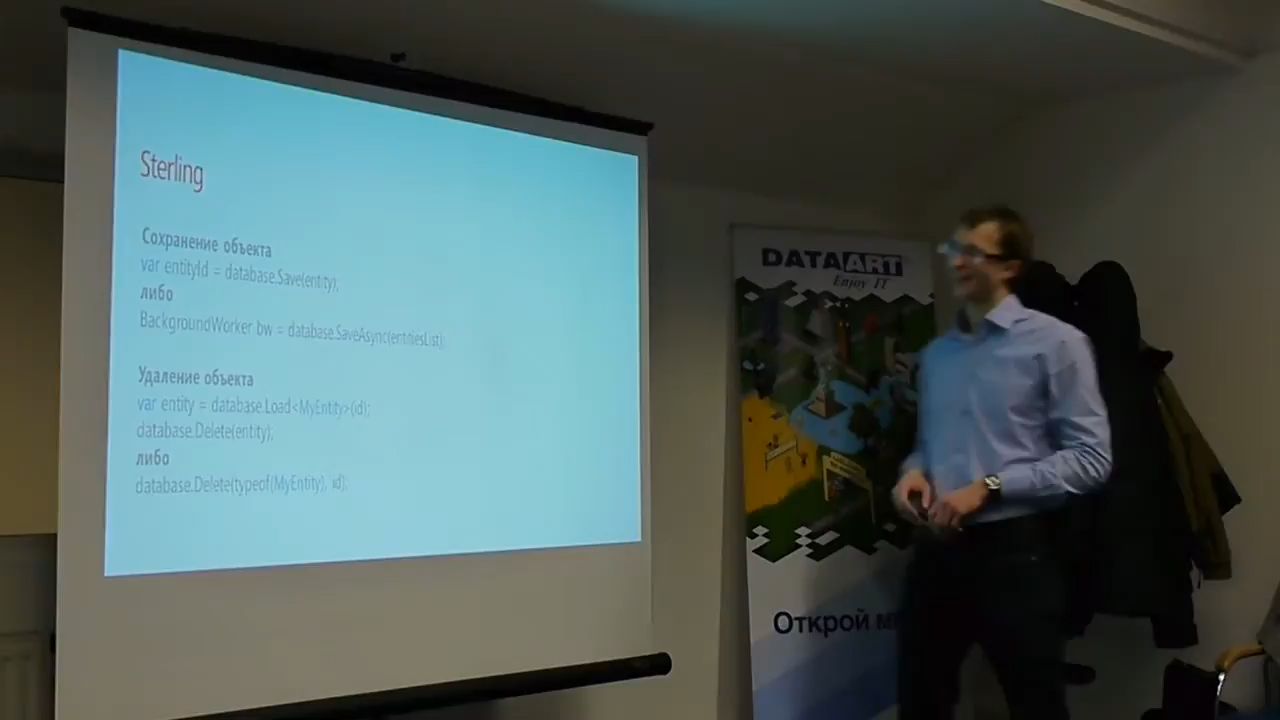 Sterling
Сохранение объекта
var entityId = database.Save(entity);
либо
BackgroundWorker bw = database.SaveAsync(entitiesList);
Удаление объекта
var entity = database.Load<MyEntity>(id);
database.Delete(entity);
либо
database.Delete(typeof(MyEntity), id);
DATAART
Enjoy IT
Открой